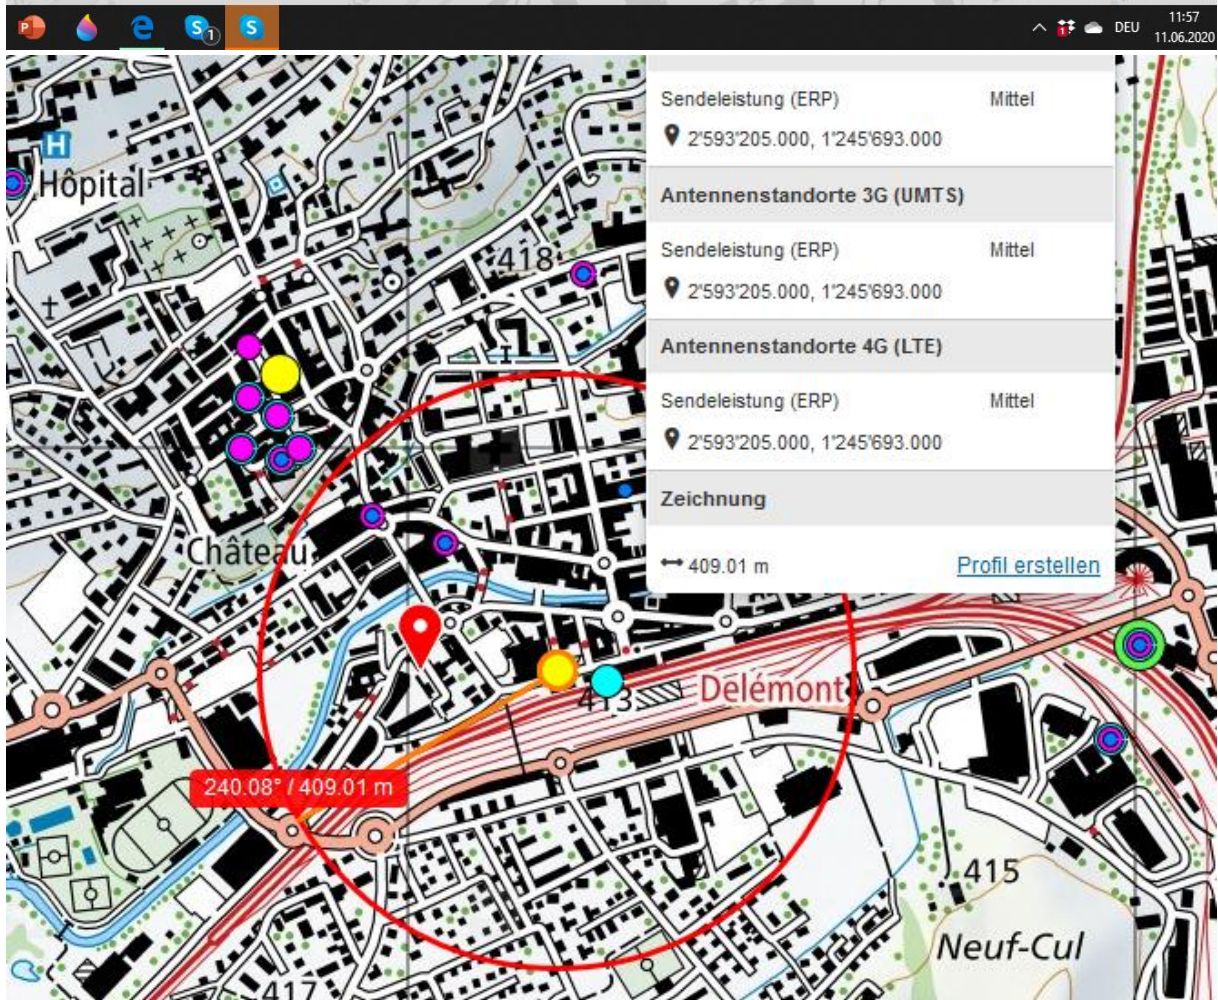 1
DEU
11:57
11.06.2020
1
Sendeleistung (ERP) Mittel
2'593'205.000, 1'245'693.000
Antennenstandorte 3G (UMTS)
Sendeleistung (ERP) Mittel
2'593'205.000, 1'245'693.000
Antennenstandorte 4G (LTE)
Sendeleistung (ERP) Mittel
2'593'205.000, 1'245'693.000
Zeichnung
409.01 m Profil erstellen
H
Hôpital
418
Château
413
Delémont
240.08° / 409.01 m
415
Neuf-Cul
417